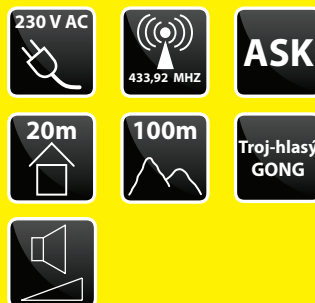 230 V AC
433,92 MHZ
ASK
20m
100m
Troj-hlasý
GONG